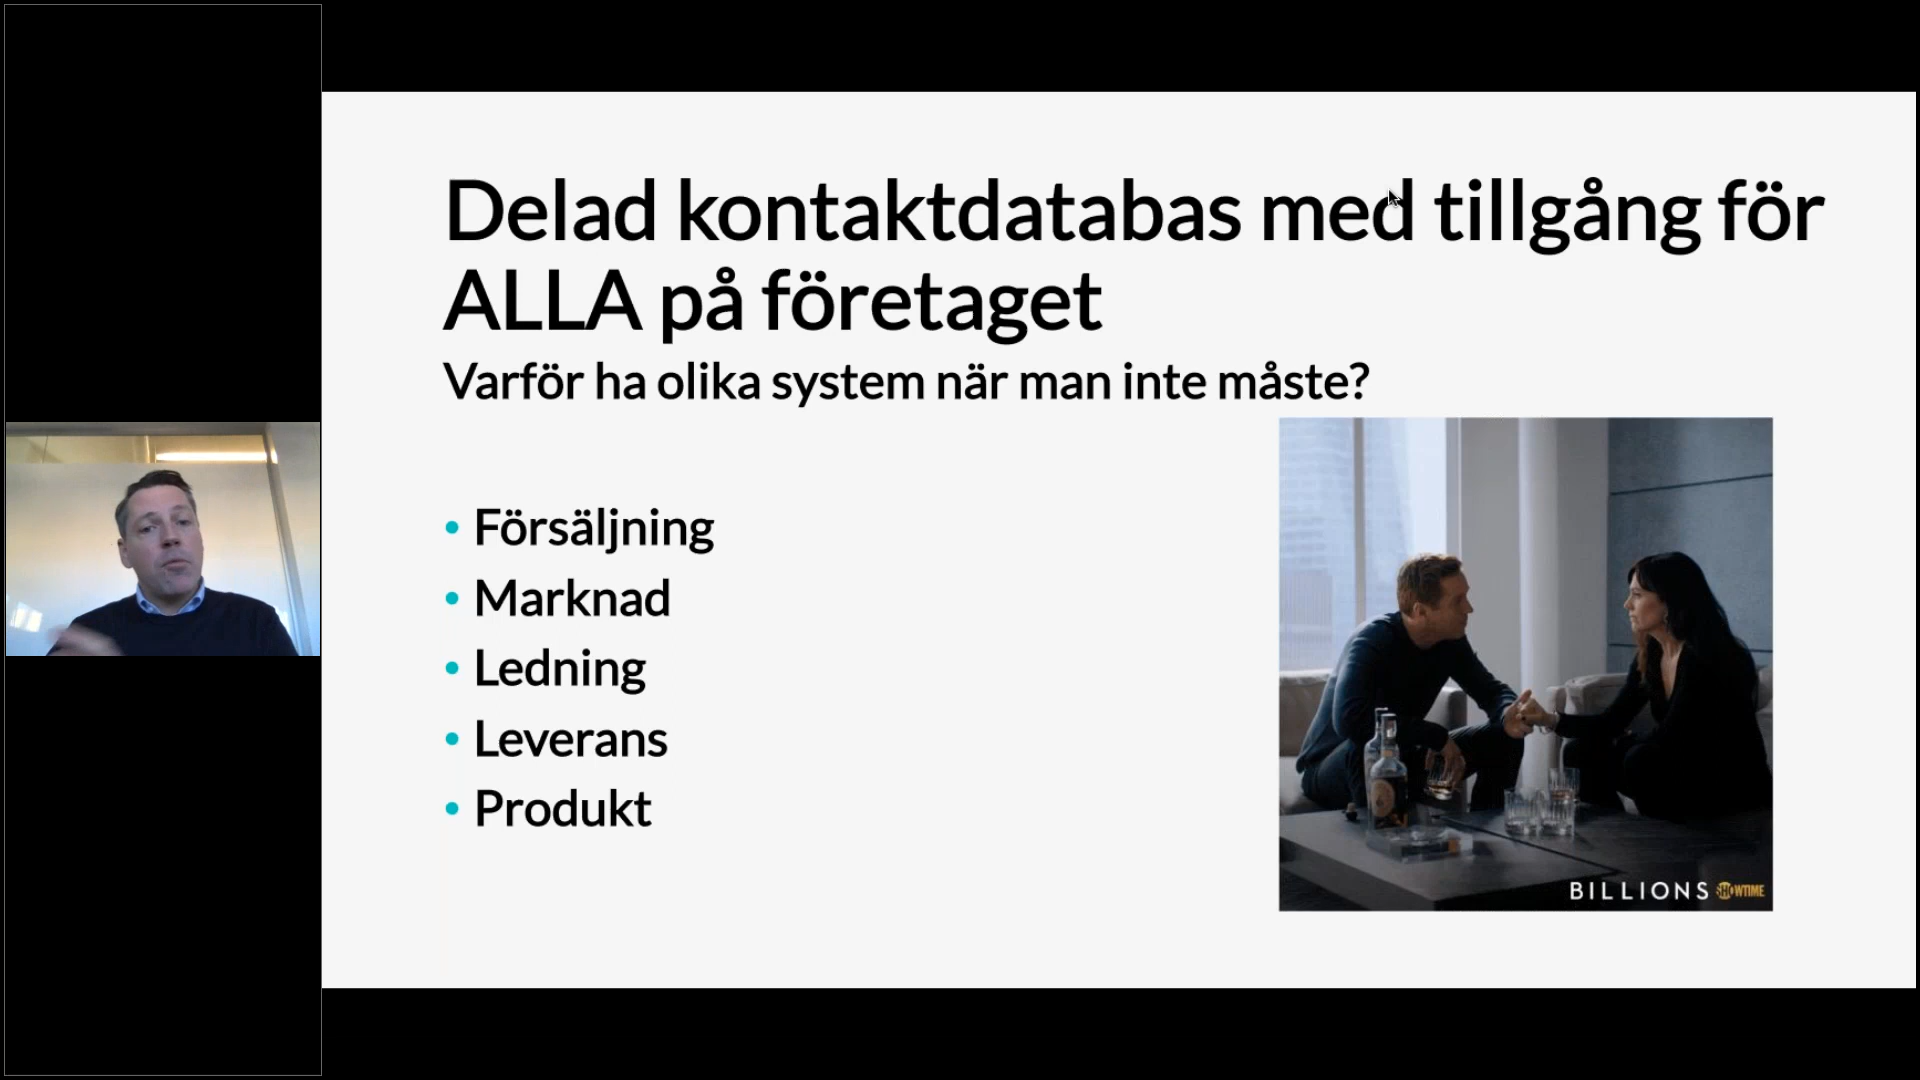 Delad kontaktdatabas med tillgång för
ALLA på företaget
Varför ha olika system när man inte måste?
• Försäljning
• Marknad
• Ledning
• Leverans
• Produkt
BILLIONS SHOWTIME